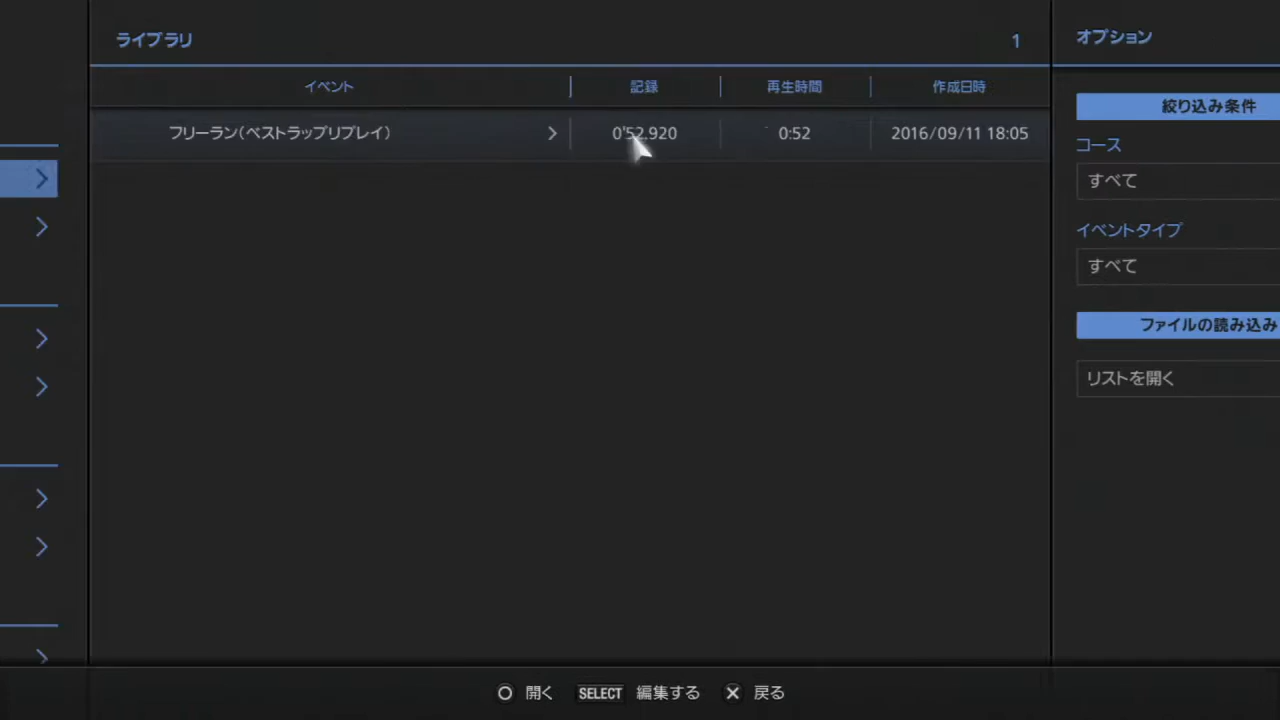 ライブラリ 1
イベント 記録 再生時間 作成日時
フリーラン(ベストラップリプレイ) 0'52.920 0:52 2016/09/11 18:05
オプション
絞り込み条件
コース
すべて
イベントタイプ
すべて
ファイルの読み込み
リストを開く
開く SELECT 編集する 戻る